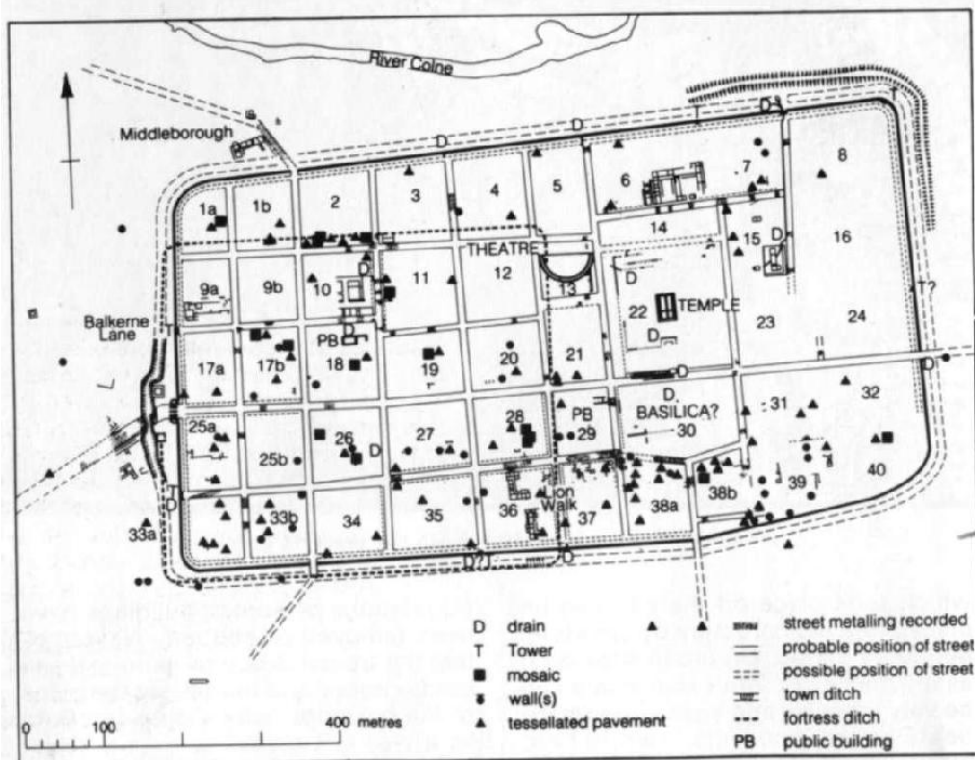 River Colne
Middleborough
D
D
D
1a
1b
2
3
4
5
6
7
8
THEATRE
14
15
D
16
9a
9b
10
D
11
12
13
D
22
TEMPLE
23
24
T?
Balkerne
Lane
T
PB
D
17a
17b
18
19
20
21
D
D
D
25a
25b
26
D
27
28
PB
29
D
BASILICA?
30
31
32
40
D
33a
33b
34
35
36
Lion
Walk
37
38a
38b
39
D?
D
D drain
T Tower
mosaic
wall(s)
tessellated pavement
street metalling recorded
probable position of street
possible position of street
town ditch
fortress ditch
PB public building
0 100 400 metres